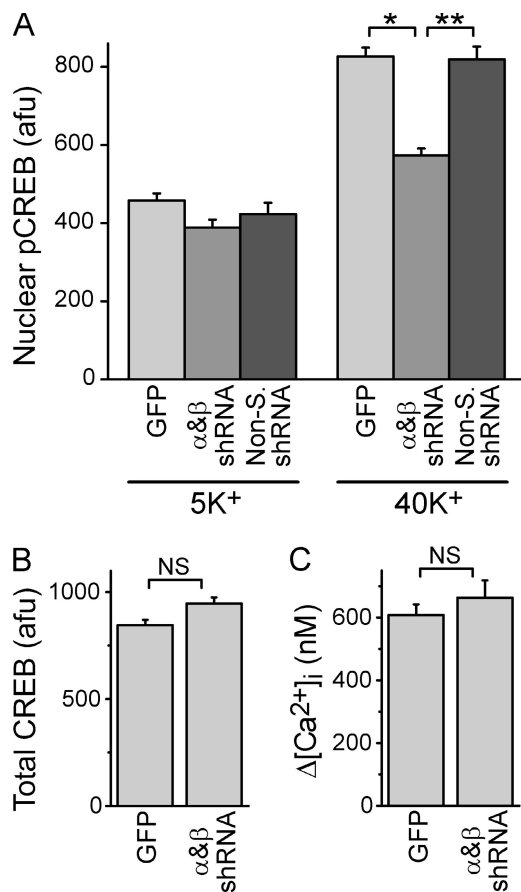 A
* **
Nuclear pCREB (afu)
800
600
400
200
0
GFP
α&β
shRNA
Non-S.
shRNA
GFP
α&β
shRNA
Non-S.
shRNA
5K⁺
40K⁺
B
NS
Total CREB (afu)
1000
500
0
GFP
α&β
shRNA
C
NS
Δ[Ca²⁺]i (nM)
600
400
200
0
GFP
α&β
shRNA